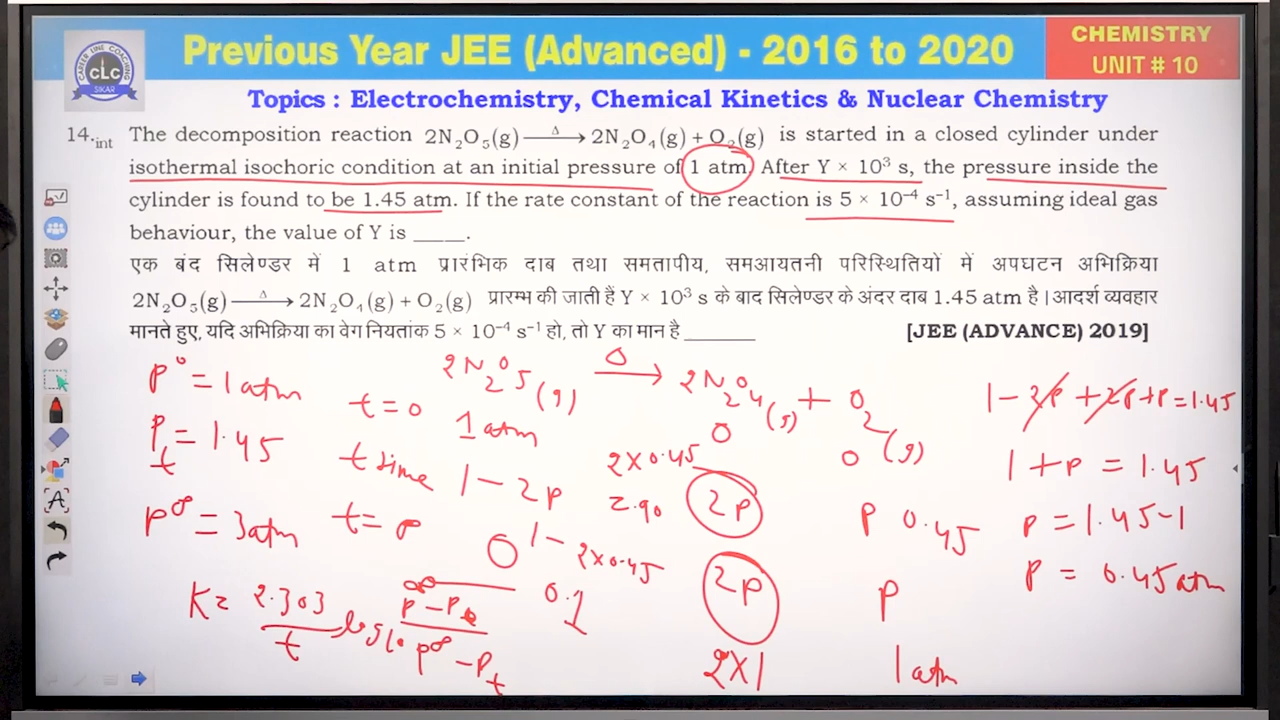 Previous Year JEE (Advanced) - 2016 to 2020
CHEMISTRY
UNIT # 10
CAREER LINE COACHING
CLC
SIKAR
Topics : Electrochemistry, Chemical Kinetics & Nuclear Chemistry
14.int The decomposition reaction 2N₂O₅(g) —Δ→ 2N₂O₄(g) + O₂(g) is started in a closed cylinder under
isothermal isochoric condition at an initial pressure of 1 atm. After Y × 10³ s, the pressure inside the
cylinder is found to be 1.45 atm. If the rate constant of the reaction is 5 × 10⁻⁴ s⁻¹, assuming ideal gas
behaviour, the value of Y is ____.
एक बंद सिलेण्डर में 1 atm प्रारंभिक दाब तथा समतापीय, समआयतनी परिस्थितियों में अपघटन अभिक्रिया
2N₂O₅(g) —Δ→ 2N₂O₄(g) + O₂(g) प्रारम्भ की जाती हैं Y × 10³ s के बाद सिलेण्डर के अंदर दाब 1.45 atm है। आदर्श व्यवहार
मानते हुए, यदि अभिक्रिया का वेग नियतांक 5 × 10⁻⁴ s⁻¹ हो, तो Y का मान है ______
[JEE (ADVANCE) 2019]
2N₂O₅(g) —Δ→ 2N₂O₄(g) + O₂(g)
P° = 1 atm
t = 0 1 atm 0 0
1 - 2P + 2P + P = 1.45
Pt = 1.45
t time 1 - 2P 2P P 0.45
2 × 0.45
2.90
1 + P = 1.45
P = 1.45 - 1
P = 0.45 atm
P∞ = 3 atm
t = ∞ 0 2P P
1 - 2 × 0.45
0.1
K = 2.303/t log₁₀ P∞ - P₀ / P∞ - Pt
2 × 1 1 atm